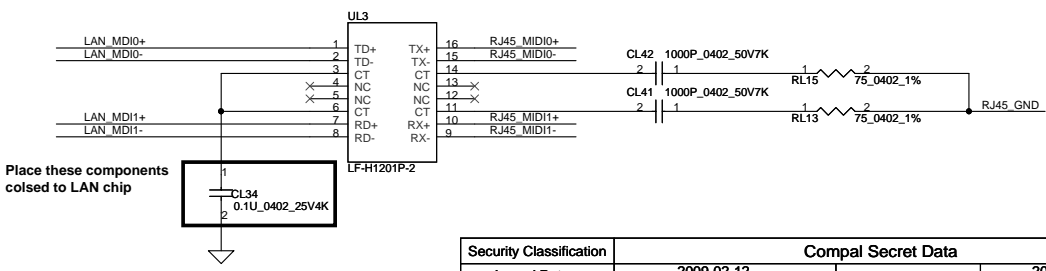 UL3
LAN_MDI0+ 1 TD+ TX+ 16 RJ45_MIDI0+
LAN_MDI0- 2 TD- TX- 15 RJ45_MIDI0-
3 CT CT 14
4 NC NC 13
5 NC NC 12
6 CT CT 11
LAN_MDI1+ 7 RD+ RX+ 10 RJ45_MIDI1+
LAN_MDI1- 8 RD- RX- 9 RJ45_MIDI1-
LF-H1201P-2
CL42 1000P_0402_50V7K
2 1
1 2
RL15 75_0402_1%
CL41 1000P_0402_50V7K
2 1
1 2
RL13 75_0402_1%
RJ45_GND
Place these components
colsed to LAN chip
1
CL34
0.1U_0402_25V4K
2
Security Classification Compal Secret Data
2009-02-12